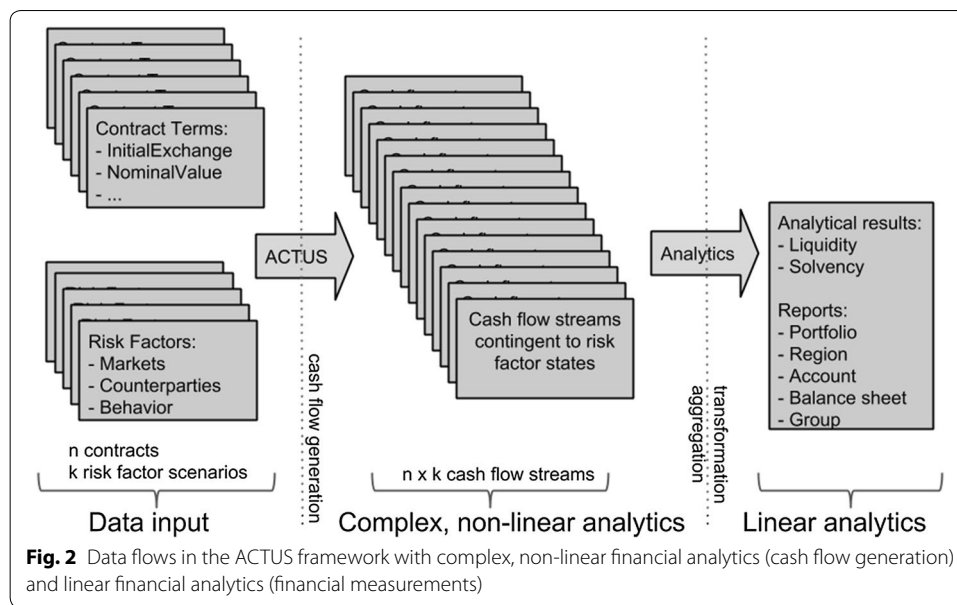 Contract Terms:
- InitialExchange
- NominalValue
- ...
Risk Factors:
- Markets
- Counterparties
- Behavior
n contracts
k risk factor scenarios
Data input
ACTUS
cash flow generation
Cash flow streams
contingent to risk
factor states
n x k cash flow streams
Complex, non-linear analytics
Analytics
transformation
aggregation
Analytical results:
- Liquidity
- Solvency
Reports:
- Portfolio
- Region
- Account
- Balance sheet
- Group
Linear analytics
Fig. 2 Data flows in the ACTUS framework with complex, non-linear financial analytics (cash flow generation)
and linear financial analytics (financial measurements)